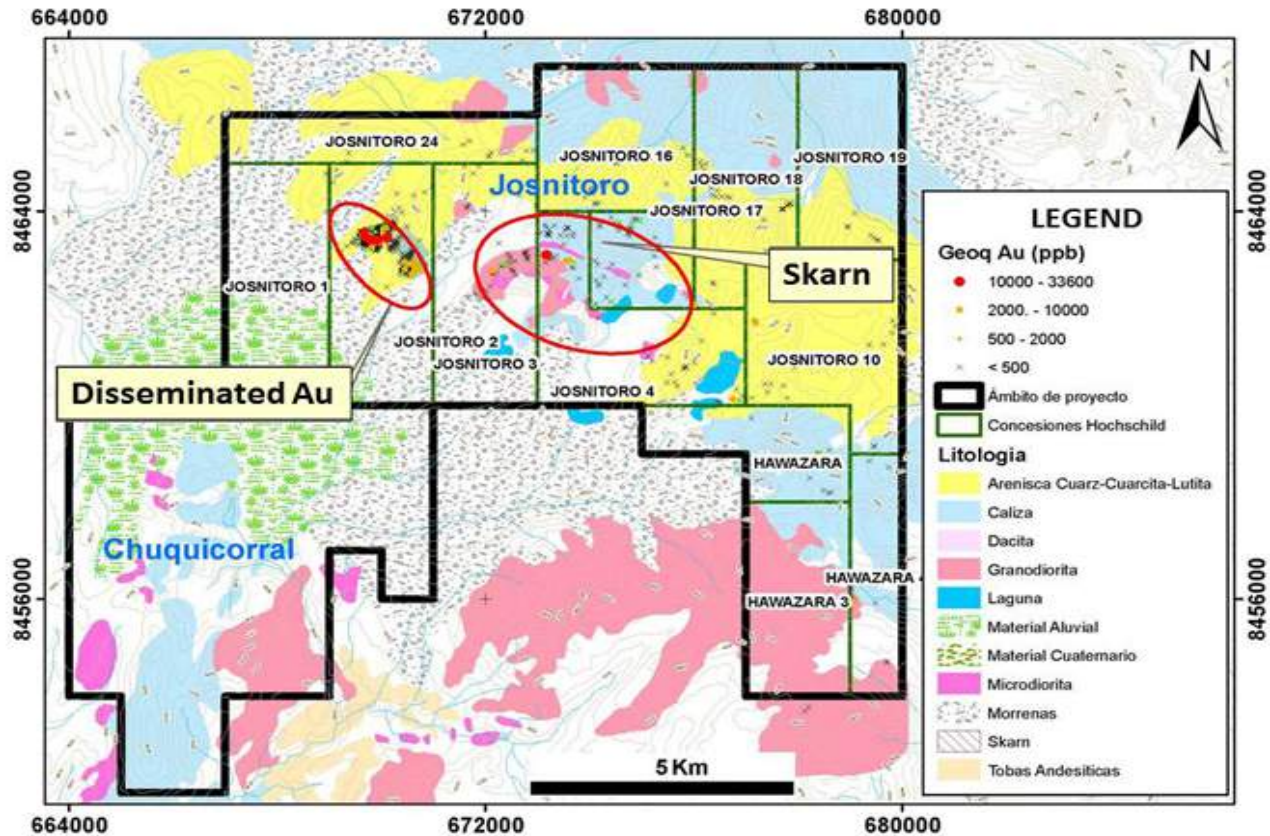 664000 672000 680000
N
JOSNITORO 24
JOSNITORO 16
JOSNITORO 19
Josnitoro
JOSNITORO 18
8464000 8464000
JOSNITORO 17
LEGEND
Skarn
Geoq Au (ppb)
JOSNITORO 1
10000 - 33600
2000. - 10000
JOSNITORO 2
500 - 2000
JOSNITORO 3
JOSNITORO 10
< 500
Disseminated Au
JOSNITORO 4
Ámbito de proyecto
Concesiones Hochschild
Litologia
HAWAZARA
Arenisca Cuarz-Cuarcita-Lutita
Caliza
Chuquicorral
Dacita
Granodiorita
HAWAZARA
8456000 8456000
HAWAZARA 3
Laguna
Material Aluvial
Material Cuaternario
Microdiorita
Morrenas
Skarn
5 Km
Tobas Andesiticas
664000 672000 680000